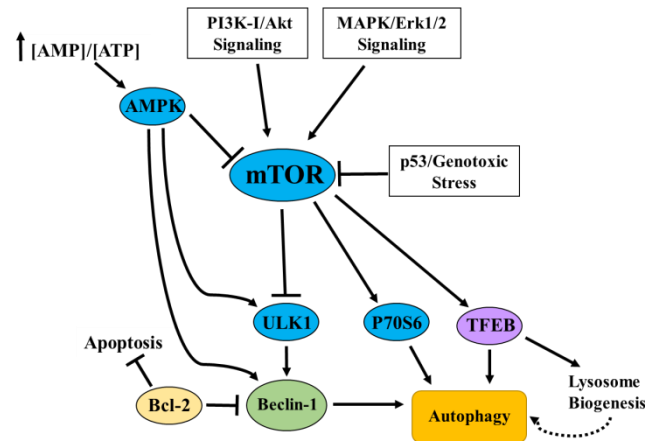 PI3K-I/Akt
Signaling
MAPK/Erk1/2
Signaling
[AMP]/[ATP]
AMPK
mTOR
p53/Genotoxic
Stress
ULK1
P70S6
TFEB
Apoptosis
Bcl-2
Beclin-1
Autophagy
Lysosome
Biogenesis